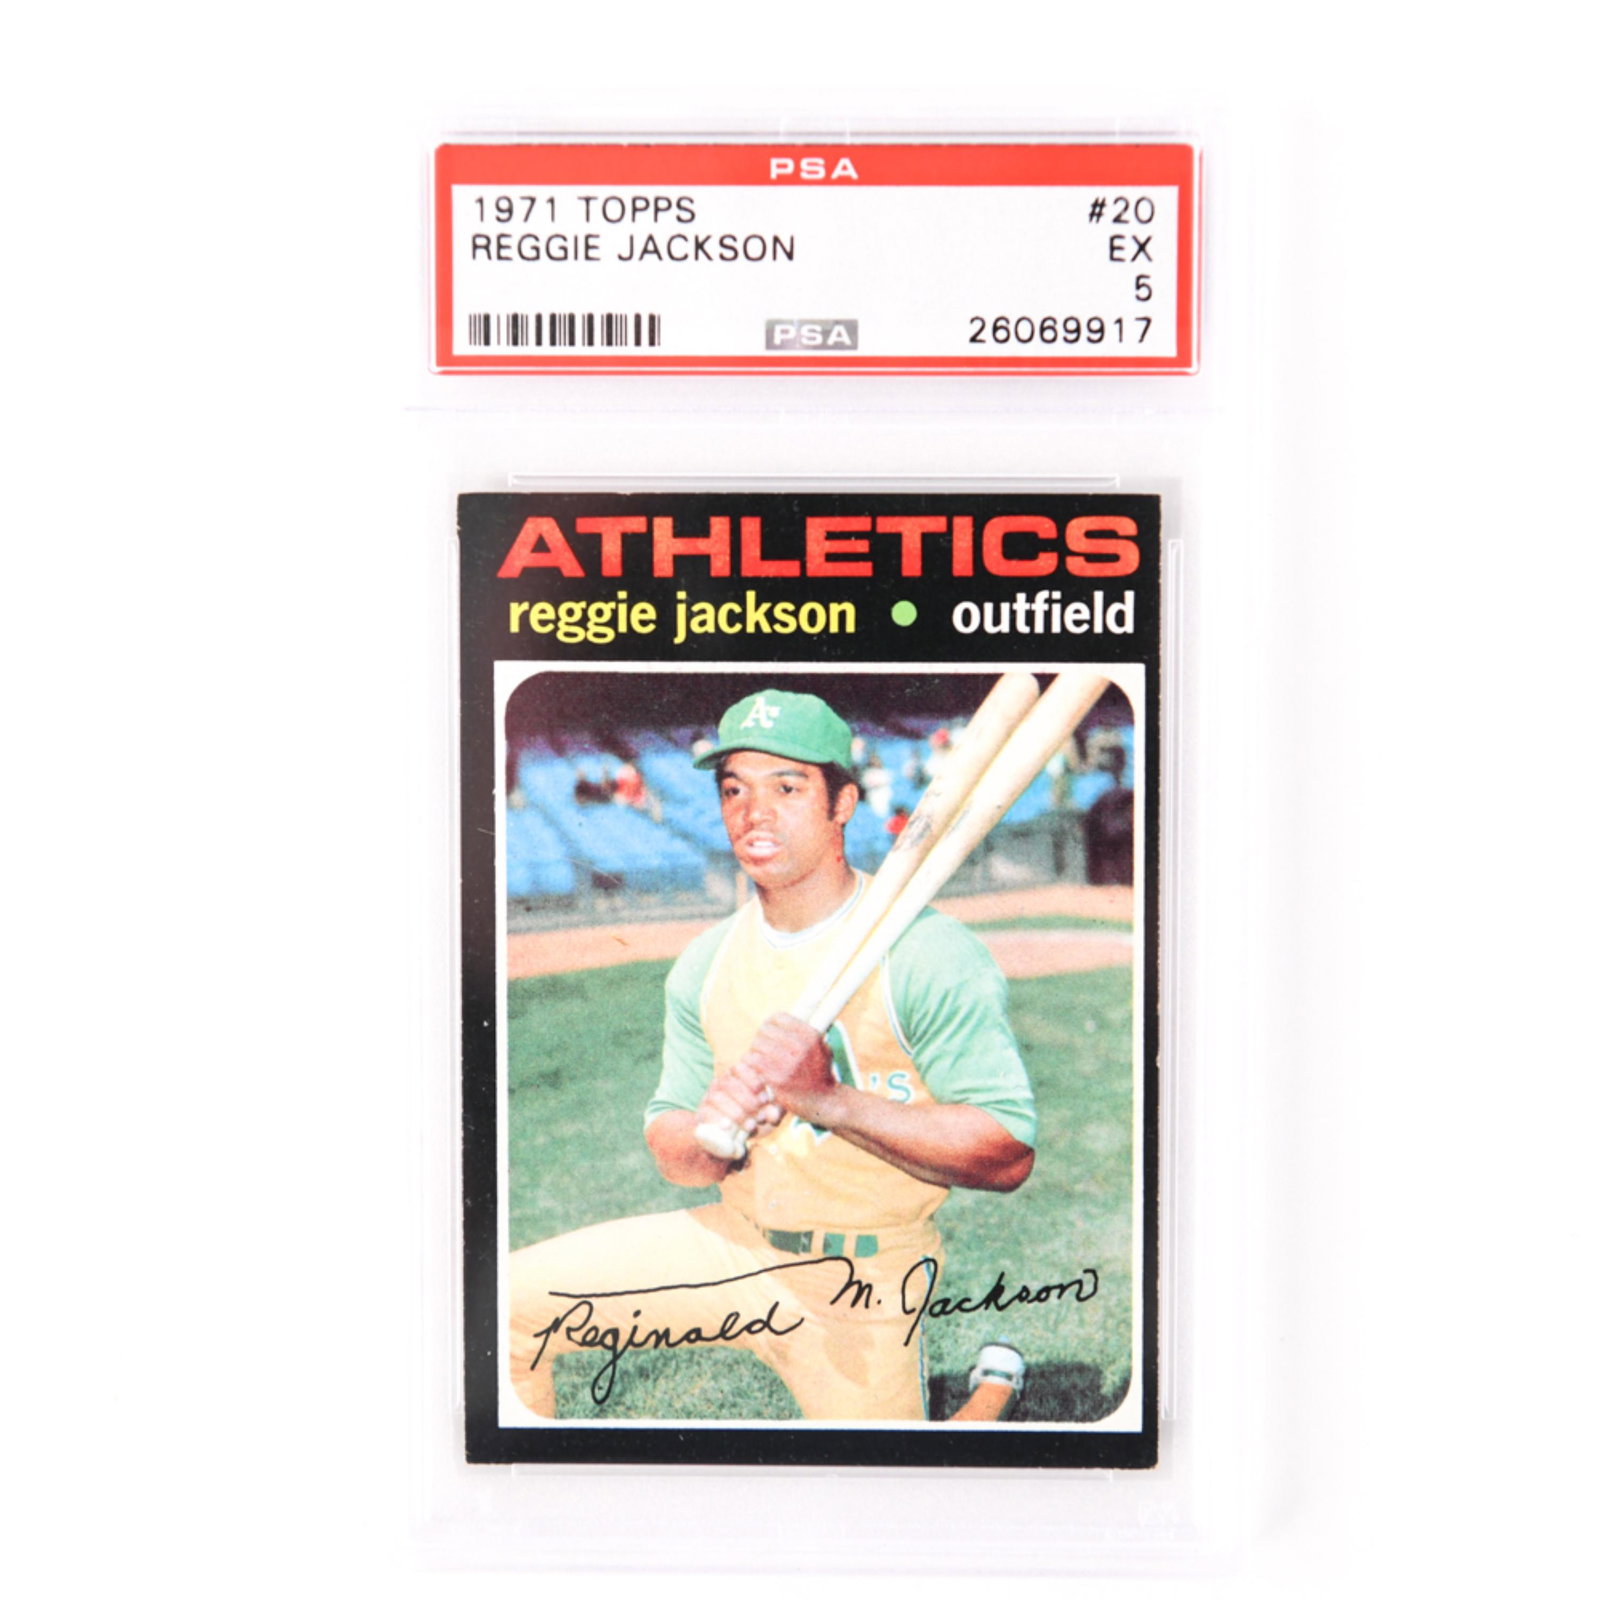 PSA
1971 TOPPS #20
REGGIE JACKSON EX
5
PSA 26069917
ATHLETICS
reggie jackson • outfield
A's
'S
Reginald M. Jackson